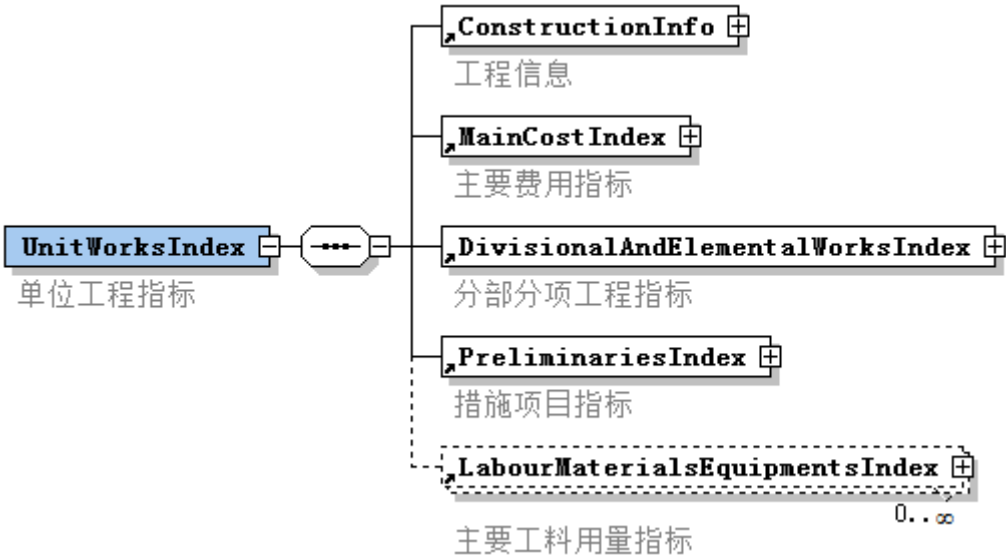 ConstructionInfo
工程信息
MainCostIndex
主要费用指标
UnitWorksIndex
单位工程指标
DivisionalAndElementalWorksIndex
分部分项工程指标
PreliminariesIndex
措施项目指标
LabourMaterialsEquipmentsIndex
0..∞
主要工料用量指标